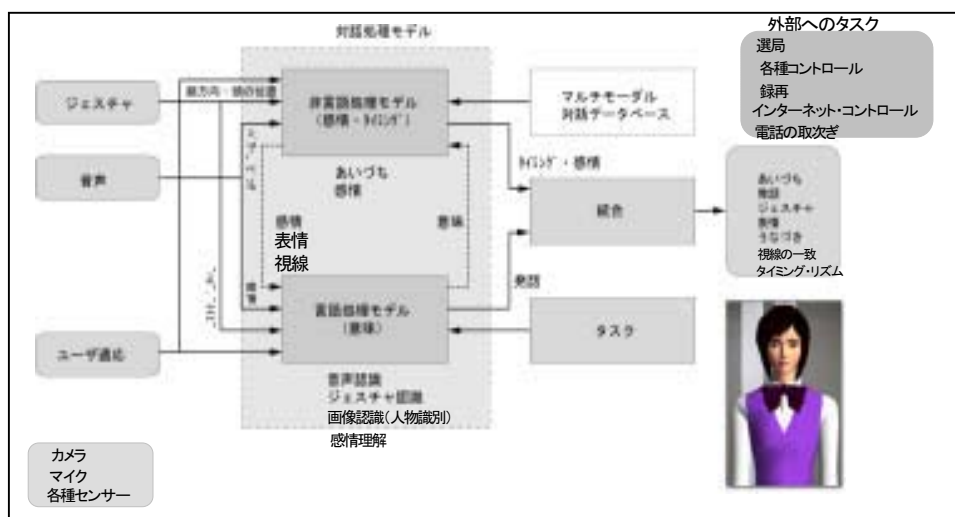 対話処理モデル
外部へのタスク
選局
各種コントロール
録再
インターネット・コントロール
電話の取次ぎ
ジェスチャ
顔方向・頭の位置
非言語処理モデル
(感情・タイミング)
マルチモーダル
対話データベース
音声
あいづち
感情
タイミング・感情
統合
あいづち
発話
ジェスチャ
表情
うなづき
視線の一致
タイミング・リズム
感情
表情
視線
意味
発話
言語処理モデル
(意味)
タスク
ユーザ適応
音声認識
ジェスチャ認識
画像認識(人物識別)
感情理解
カメラ
マイク
各種センサー